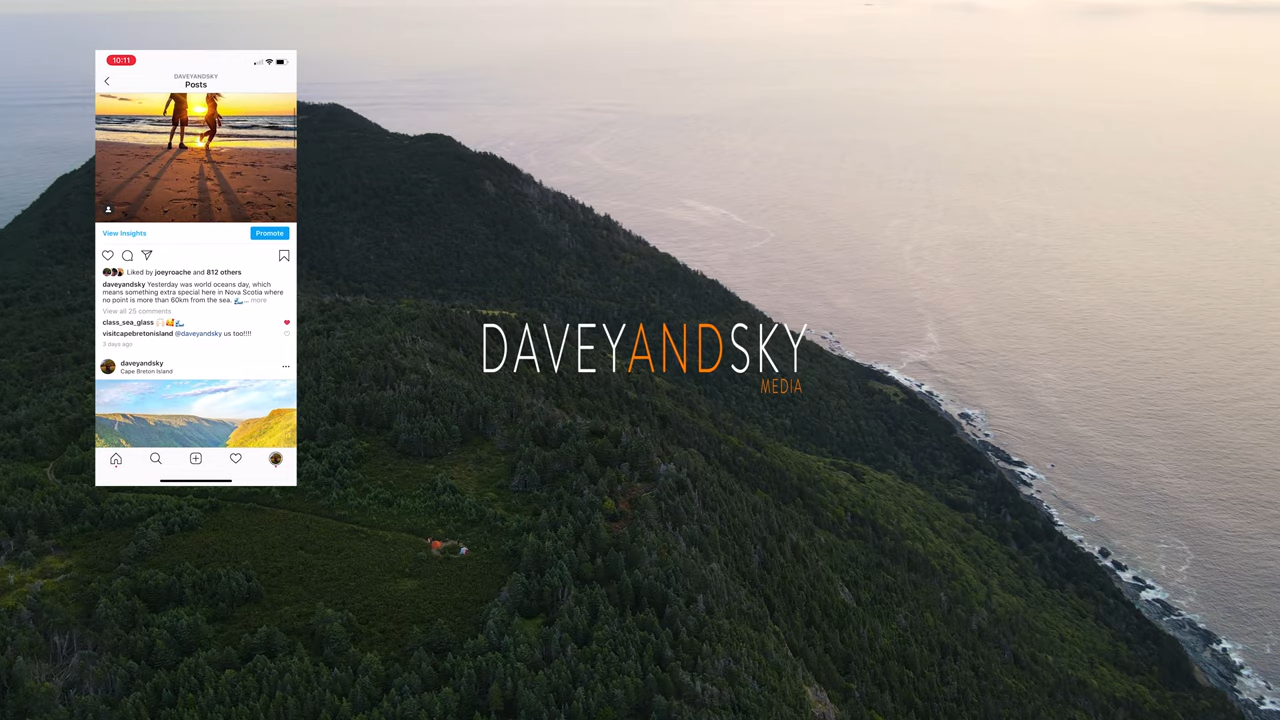 10:11
DAVEYANDSKY
Posts
View Insights
Promote
Liked by joeyroache and 812 others
daveyandsky Yesterday was world oceans day, which
means something extra special here in Nova Scotia where
no point is more than 60km from the sea. 🌊... more
View all 25 comments
class_sea_glass
visitcapebretonisland @daveyandsky us too!!!!
3 days ago
daveyandsky
Cape Breton Island
DAVEYANDSKY
MEDIA